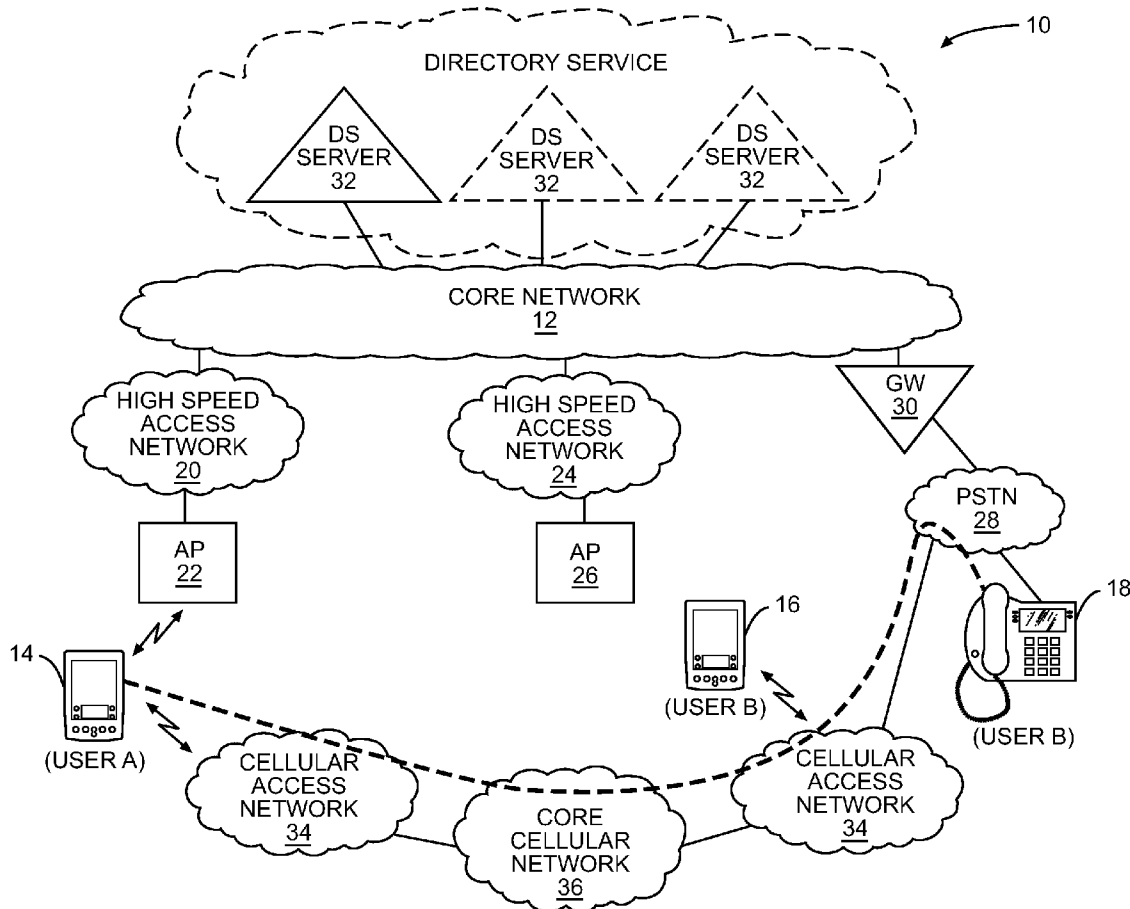 10
DIRECTORY SERVICE
DS
SERVER
32
DS
SERVER
32
DS
SERVER
32
CORE NETWORK
12
HIGH SPEED
ACCESS
NETWORK
20
HIGH SPEED
ACCESS
NETWORK
24
GW
30
PSTN
28
AP
22
AP
26
16
18
14
(USER A)
(USER B)
(USER B)
CELLULAR
ACCESS
NETWORK
34
CORE
CELLULAR
NETWORK
36
CELLULAR
ACCESS
NETWORK
34